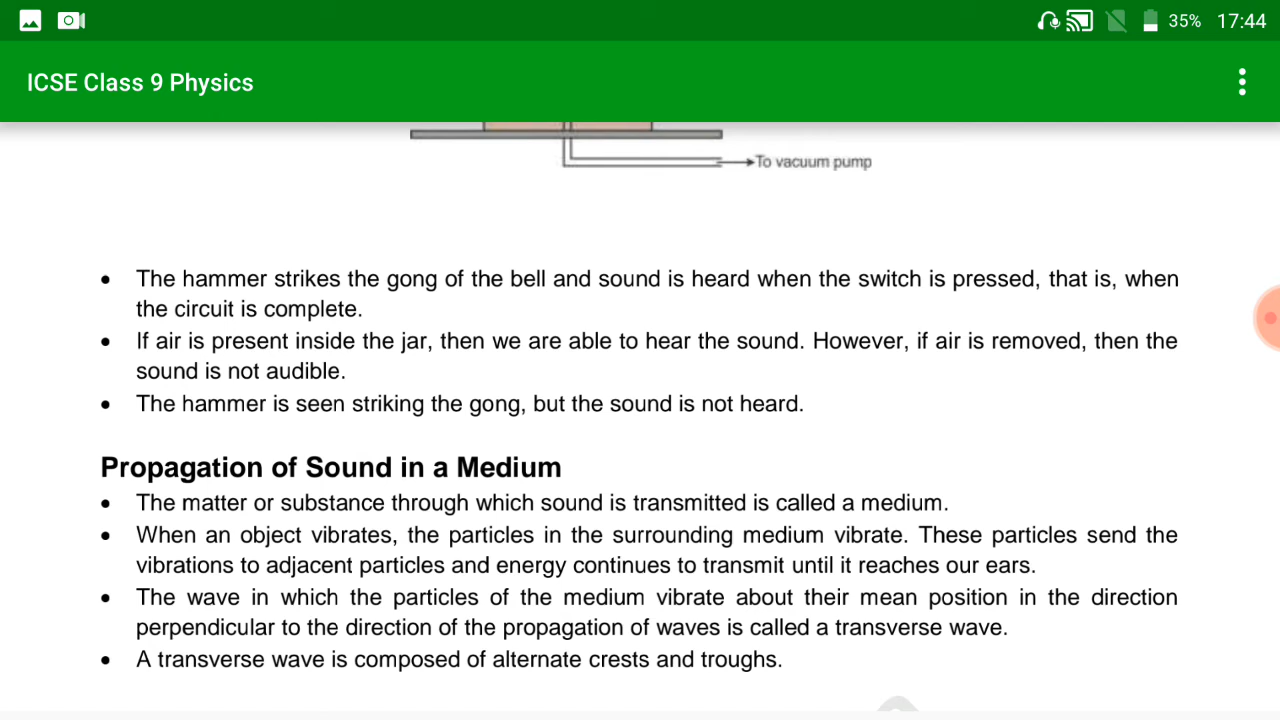 35% 17:44
ICSE Class 9 Physics
To vacuum pump
• The hammer strikes the gong of the bell and sound is heard when the switch is pressed, that is, when
the circuit is complete.
• If air is present inside the jar, then we are able to hear the sound. However, if air is removed, then the
sound is not audible.
• The hammer is seen striking the gong, but the sound is not heard.
Propagation of Sound in a Medium
• The matter or substance through which sound is transmitted is called a medium.
• When an object vibrates, the particles in the surrounding medium vibrate. These particles send the
vibrations to adjacent particles and energy continues to transmit until it reaches our ears.
• The wave in which the particles of the medium vibrate about their mean position in the direction
perpendicular to the direction of the propagation of waves is called a transverse wave.
• A transverse wave is composed of alternate crests and troughs.